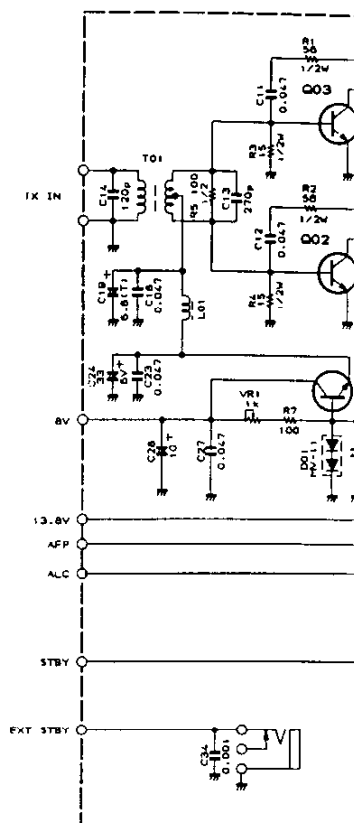 R1
56
1/2W
C11
0.047
Q03
T01
R3
15
1/2W
TX IN
C14
120p
R5 100
1/2
C13
270p
R2
56
1/2W
C12
0.047
Q02
R4
15
1/2W
C19
6.8(T)
C18
0.047
L01
C24
33
6V
C23
0.047
VR1
1k
R7
100
8V
C28
10
C27
0.047
D01
MV-11
13.8V
AFP
ALC
STBY
EXT STBY
C34
0.001